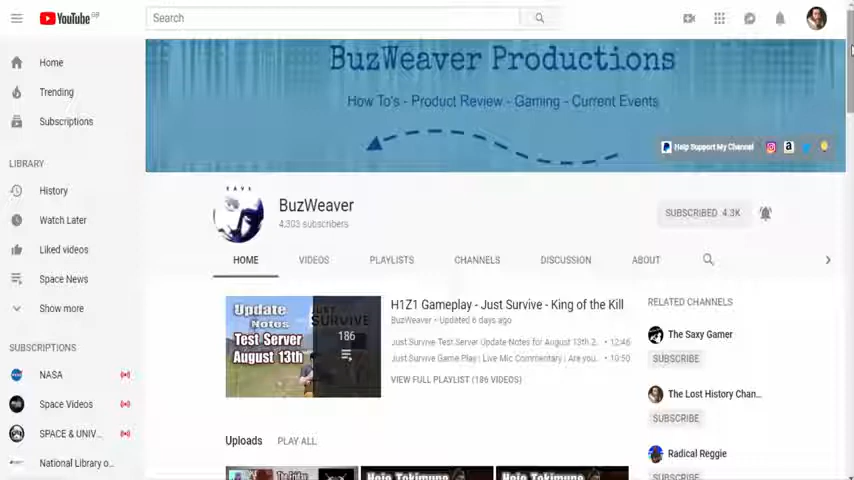 YouTube GB
Search
BuzWeaver Productions
How To's - Product Review - Gaming - Current Events
Help Support My Channel
Home
Trending
Subscriptions
LIBRARY
History
Watch Later
Liked videos
Space News
Show more
SUBSCRIPTIONS
NASA
Space Videos
SPACE & UNIV...
National Library o...
BuzWeaver
4,303 subscribers
SUBSCRIBED 4.3K
HOME VIDEOS PLAYLISTS CHANNELS DISCUSSION ABOUT
Update
Notes
Test Server
August 13th
JUST
SURVIVE
186
H1Z1 Gameplay - Just Survive - King of the Kill
BuzWeaver • Updated 6 days ago
Just Survive Test Server Update Notes for August 13th 2... • 12:46
Just Survive Game Play | Live Mic Commentary | Are you... • 10:50
VIEW FULL PLAYLIST (186 VIDEOS)
RELATED CHANNELS
The Saxy Gamer
SUBSCRIBE
The Lost History Chan...
SUBSCRIBE
Radical Reggie
SUBSCRIBE
Uploads PLAY ALL